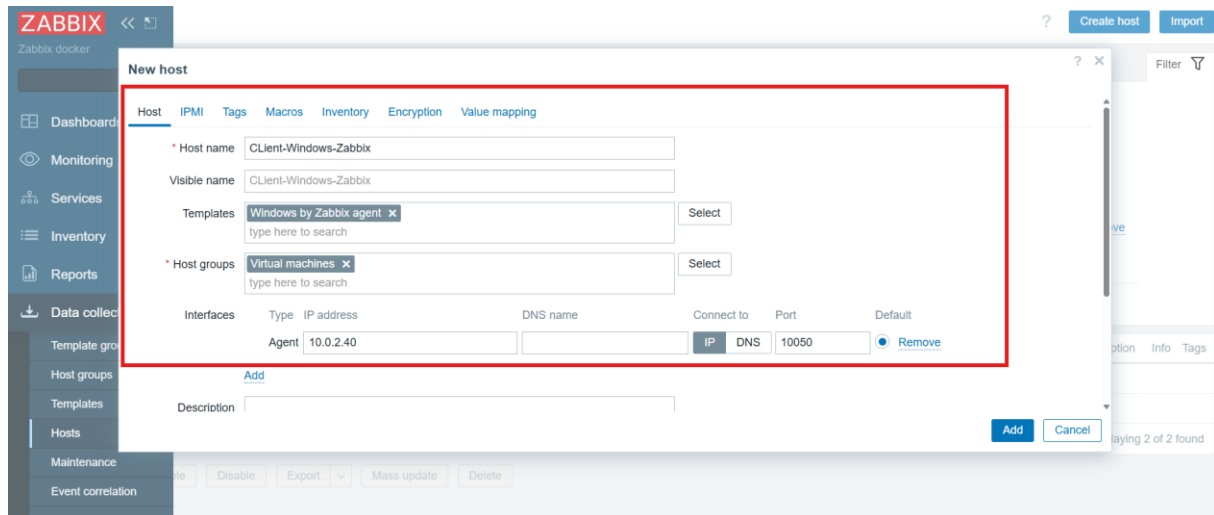 ZABBIX
Zabbix docker
? Create host Import
Filter
New host
? ×
Host IPMI Tags Macros Inventory Encryption Value mapping
* Host name CLient-Windows-Zabbix
Visible name CLient-Windows-Zabbix
Templates Windows by Zabbix agent × Select
type here to search
* Host groups Virtual machines × Select
type here to search
Interfaces Type IP address DNS name Connect to Port Default
Agent 10.0.2.40 IP DNS 10050 Remove
Add
Description
Add Cancel
Dashboards
Monitoring
Services
Inventory
Reports
Data collec
Template gro
Host groups
Templates
Hosts
Maintenance
Event correlation
ve
ption Info Tags
laying 2 of 2 found
le Disable Export Mass update Delete